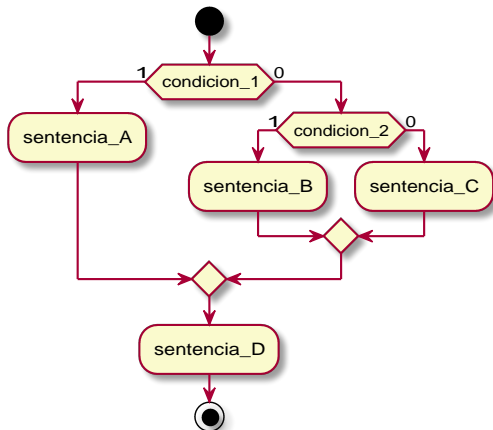 1 condicion_1 0
sentencia_A
1 condicion_2 0
sentencia_B
sentencia_C
sentencia_D